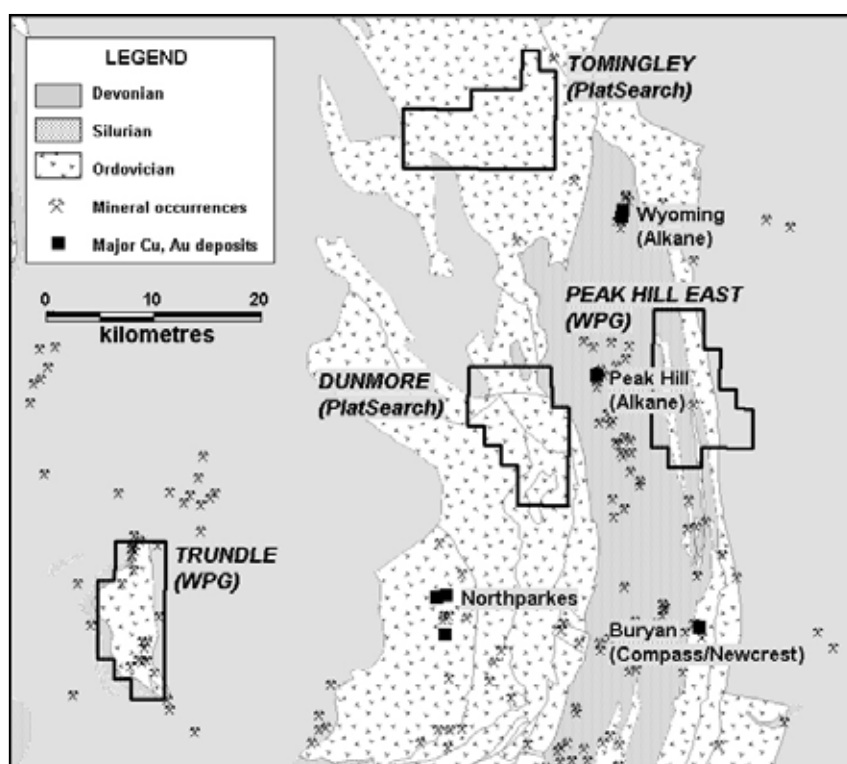 LEGEND
Devonian
Silurian
Ordovician
Mineral occurrences
Major Cu, Au deposits
0 10 20
kilometres
TOMINGLEY
(PlatSearch)
Wyoming
(Alkane)
PEAK HILL EAST
(WPG)
Peak Hill
(Alkane)
DUNMORE
(PlatSearch)
TRUNDLE
(WPG)
Northparkes
Buryan
(Compass/Newcrest)